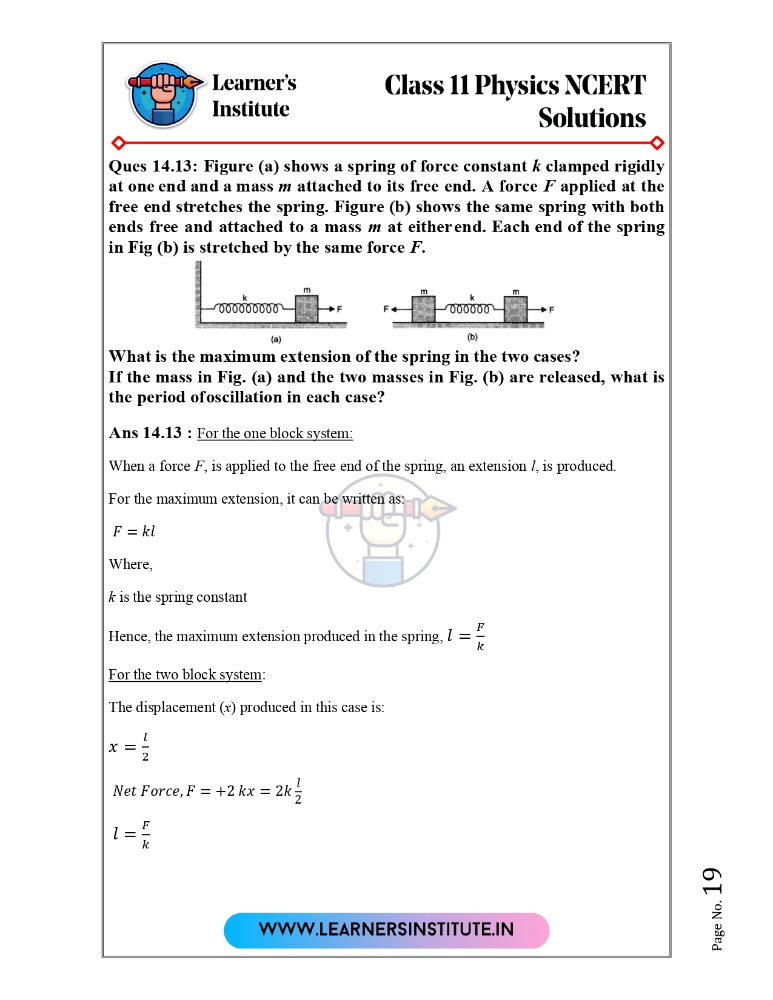 Learner's
Institute
Class 11 Physics NCERT
Solutions
Ques 14.13: Figure (a) shows a spring of force constant k clamped rigidly
at one end and a mass m attached to its free end. A force F applied at the
free end stretches the spring. Figure (b) shows the same spring with both
ends free and attached to a mass m at either end. Each end of the spring
in Fig (b) is stretched by the same force F.
k m F
(a)
F m k m F
(b)
What is the maximum extension of the spring in the two cases?
If the mass in Fig. (a) and the two masses in Fig. (b) are released, what is
the period of oscillation in each case?
Ans 14.13 : For the one block system:
When a force F, is applied to the free end of the spring, an extension l, is produced.
For the maximum extension, it can be written as:
F = kl
Where,
k is the spring constant
Hence, the maximum extension produced in the spring, l = F/k
For the two block system:
The displacement (x) produced in this case is:
x = l/2
Net Force, F = +2 kx = 2k l/2
l = F/k
WWW.LEARNERSINSTITUTE.IN
Page No. 19